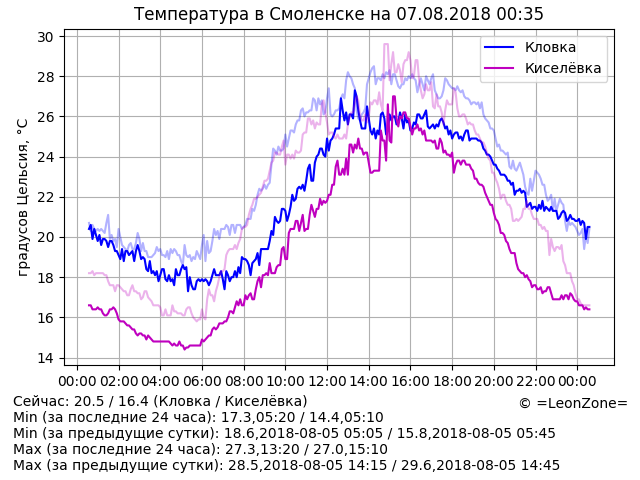 Температура в Смоленске на 07.08.2018 00:35
градусов Цельсия, °C
30
28
26
24
22
20
18
16
14
Кловка
Киселёвка
00:00 02:00 04:00 06:00 08:00 10:00 12:00 14:00 16:00 18:00 20:00 22:00 00:00
Сейчас: 20.5 / 16.4 (Кловка / Киселёвка)
© =LeonZone=
Min (за последние 24 часа): 17.3,05:20 / 14.4,05:10
Min (за предыдущие сутки): 18.6,2018-08-05 05:05 / 15.8,2018-08-05 05:45
Max (за последние 24 часа): 27.3,13:20 / 27.0,15:10
Max (за предыдущие сутки): 28.5,2018-08-05 14:15 / 29.6,2018-08-05 14:45